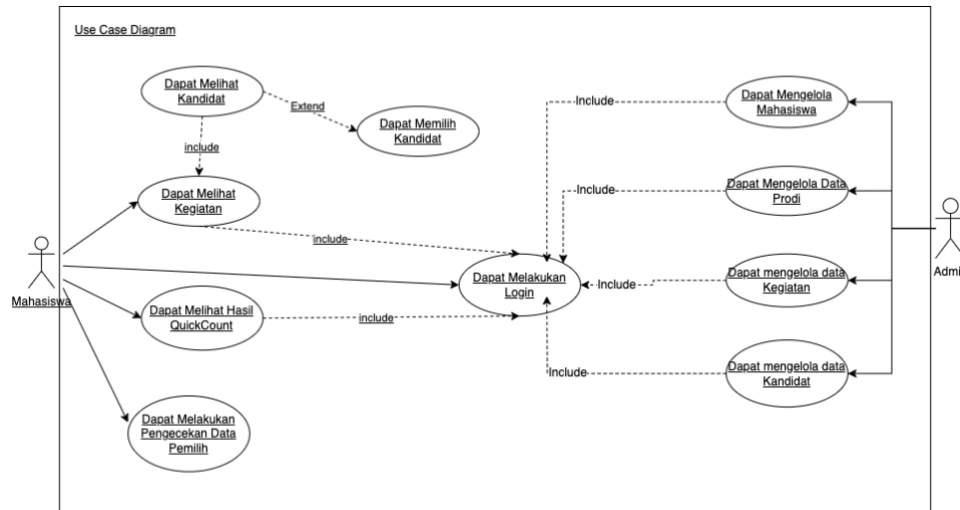 Use Case Diagram
Dapat Melihat
Kandidat
Extend
Dapat Memilih
Kandidat
include
Dapat Melihat
Kegiatan
include
Mahasiswa
Dapat Melakukan
Login
Dapat Melihat Hasil
QuickCount
include
Dapat Melakukan
Pengecekan Data
Pemilih
Include
Dapat Mengelola
Mahasiswa
Include
Dapat Mengelola Data
Prodi
Include
Dapat mengelola data
Kegiatan
Include
Dapat mengelola data
Kandidat
Admi